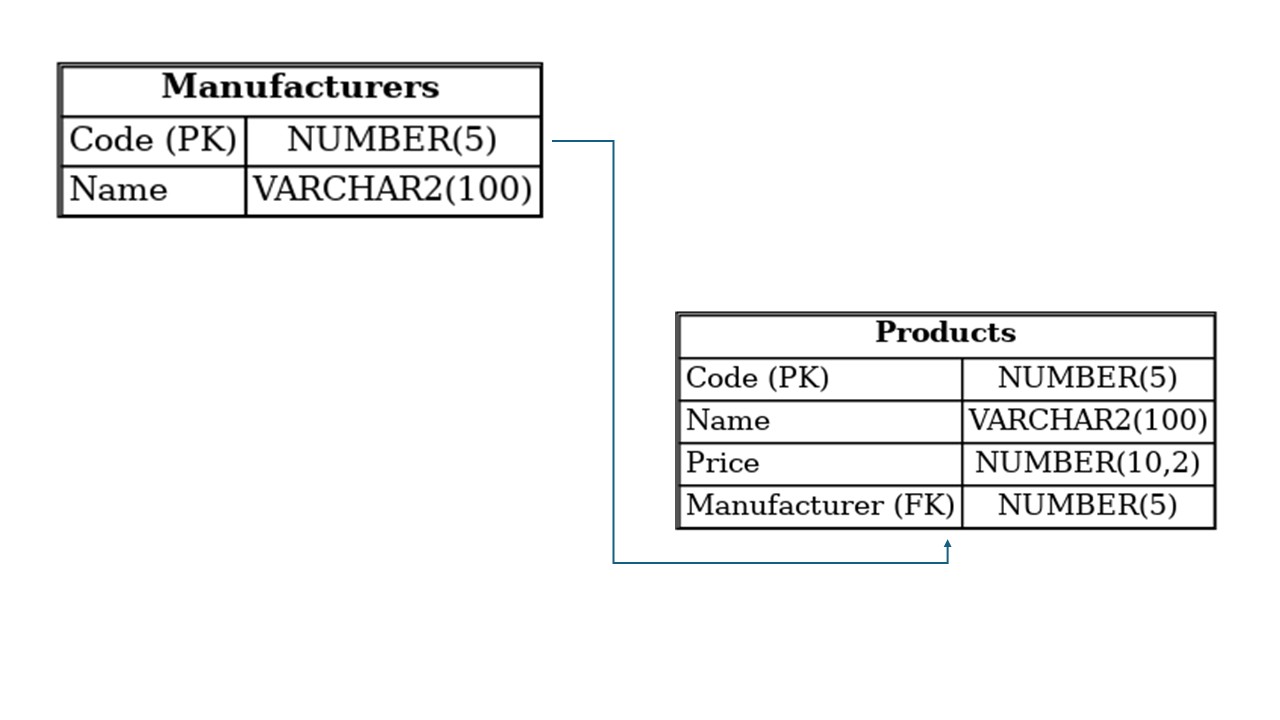 Manufacturers
Code (PK) NUMBER(5)
Name VARCHAR2(100)
Products
Code (PK) NUMBER(5)
Name VARCHAR2(100)
Price NUMBER(10,2)
Manufacturer (FK) NUMBER(5)